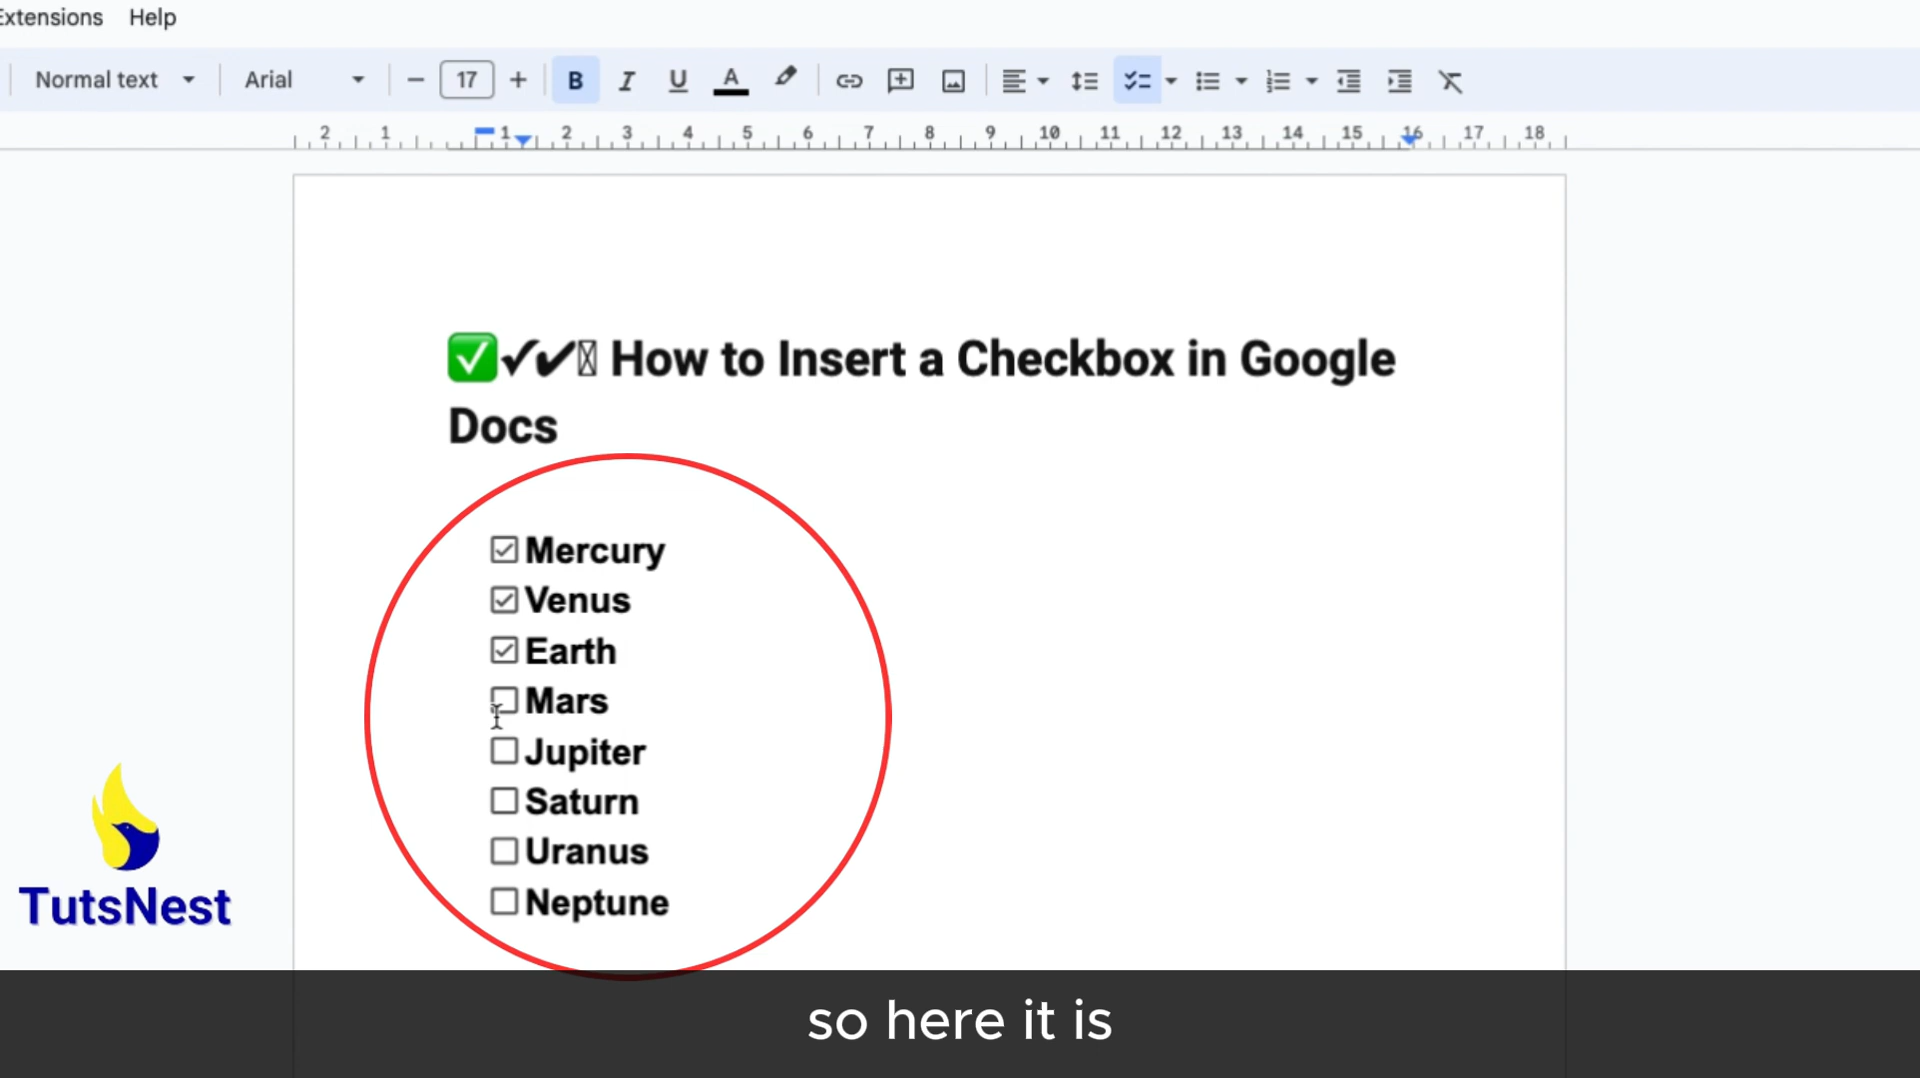 Extensions Help
Normal text Arial 17 B I U A
2 1 1 2 3 4 5 6 7 8 9 10 11 12 13 14 15 16 17 18
✅✓✔ How to Insert a Checkbox in Google
Docs
☑ Mercury
☑ Venus
☑ Earth
☐ Mars
☐ Jupiter
☐ Saturn
☐ Uranus
☐ Neptune
TutsNest
so here it is